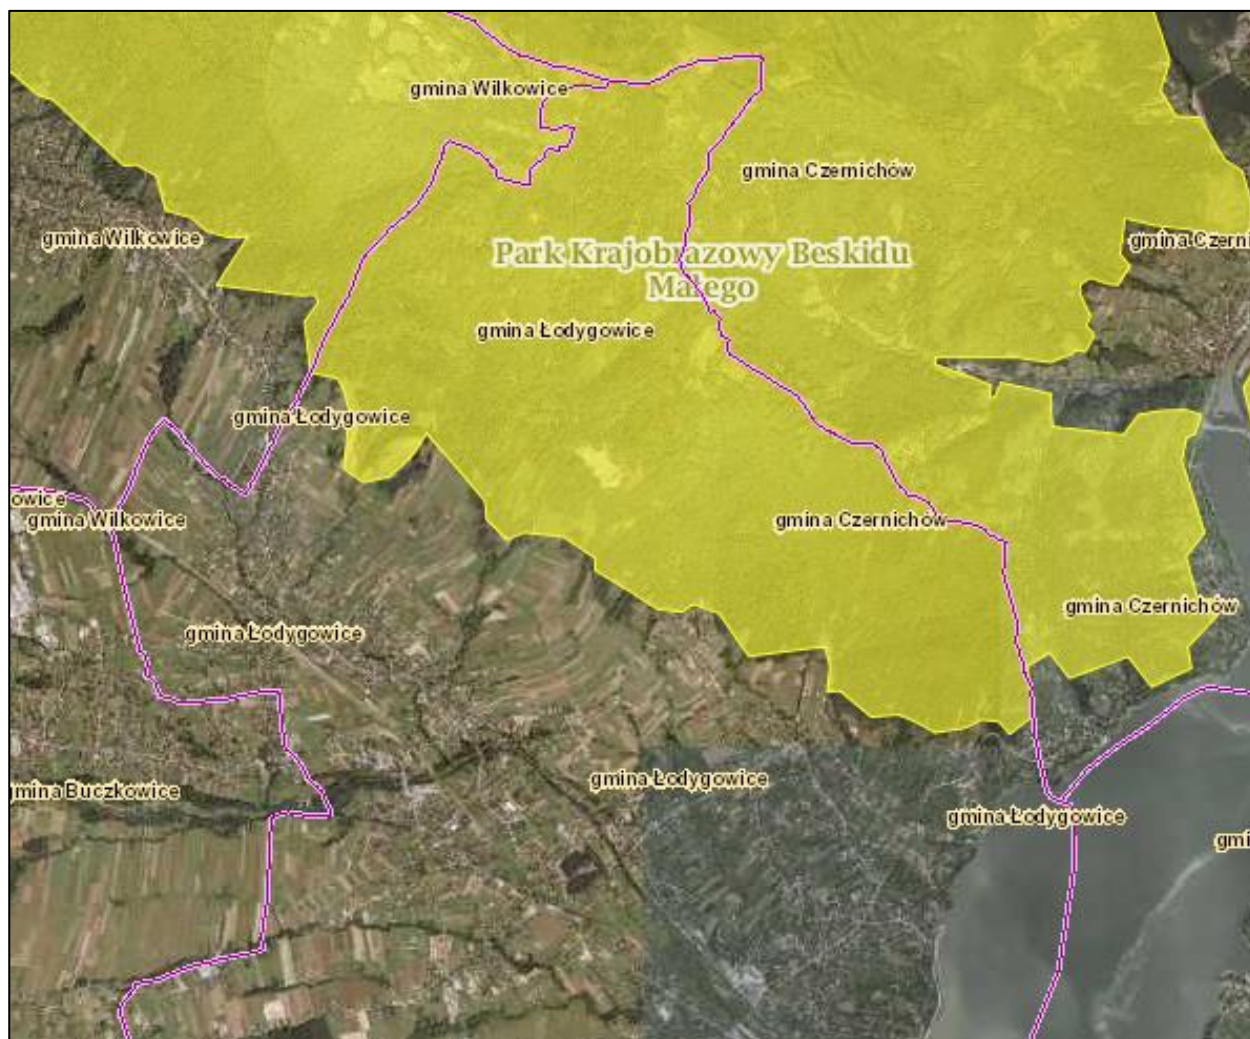 gmina Wilkowice
gmina Czernichów
gmina Wilkowice
gmina Czerni
Park Krajobrazowy Beskidu
Małego
gmina Łodygowice
gmina Łodygowice
owice
gmina Wilkowice
gmina Czernichów
gmina Czernichów
gmina Łodygowice
gmina Łodygowice
gmina Buczkowice
gmina Łodygowice
gmi